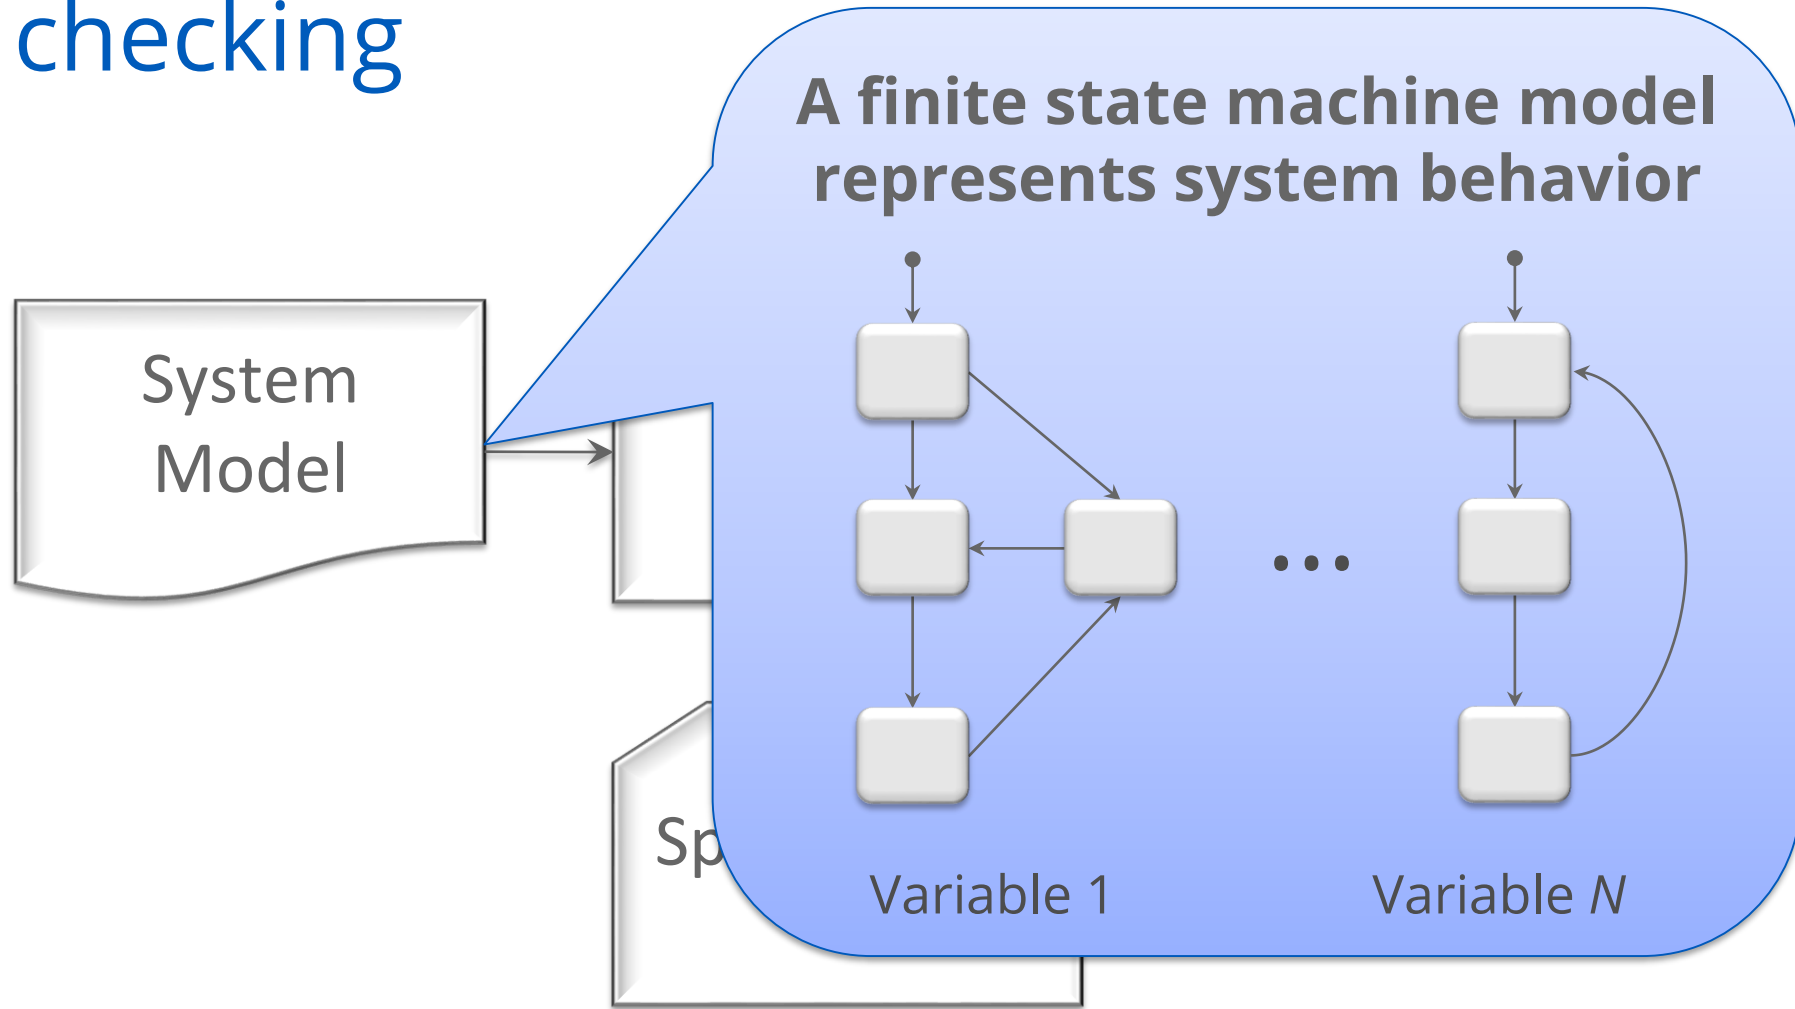 checking
A finite state machine model
represents system behavior
System
Model
Sp
Variable 1
...
Variable N